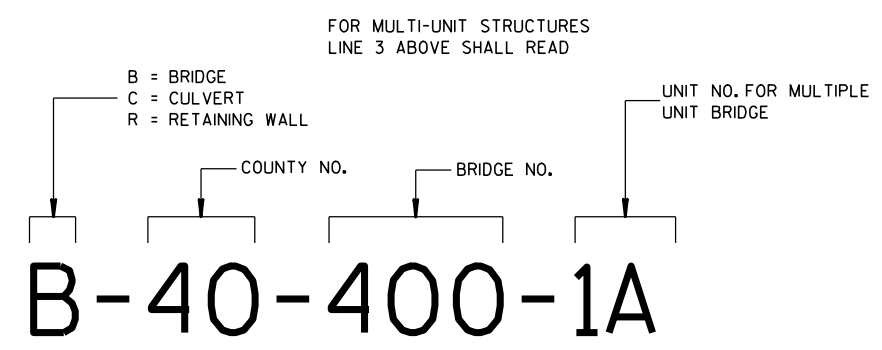 FOR MULTI-UNIT STRUCTURES
LINE 3 ABOVE SHALL READ
B = BRIDGE
C = CULVERT
R = RETAINING WALL
UNIT NO. FOR MULTIPLE
UNIT BRIDGE
COUNTY NO.
BRIDGE NO.
B-40-400-1A